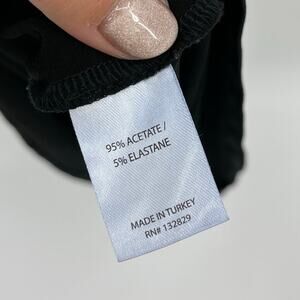 95% ACETATE /
5% ELASTANE
MADE IN TURKEY
RN# 132829